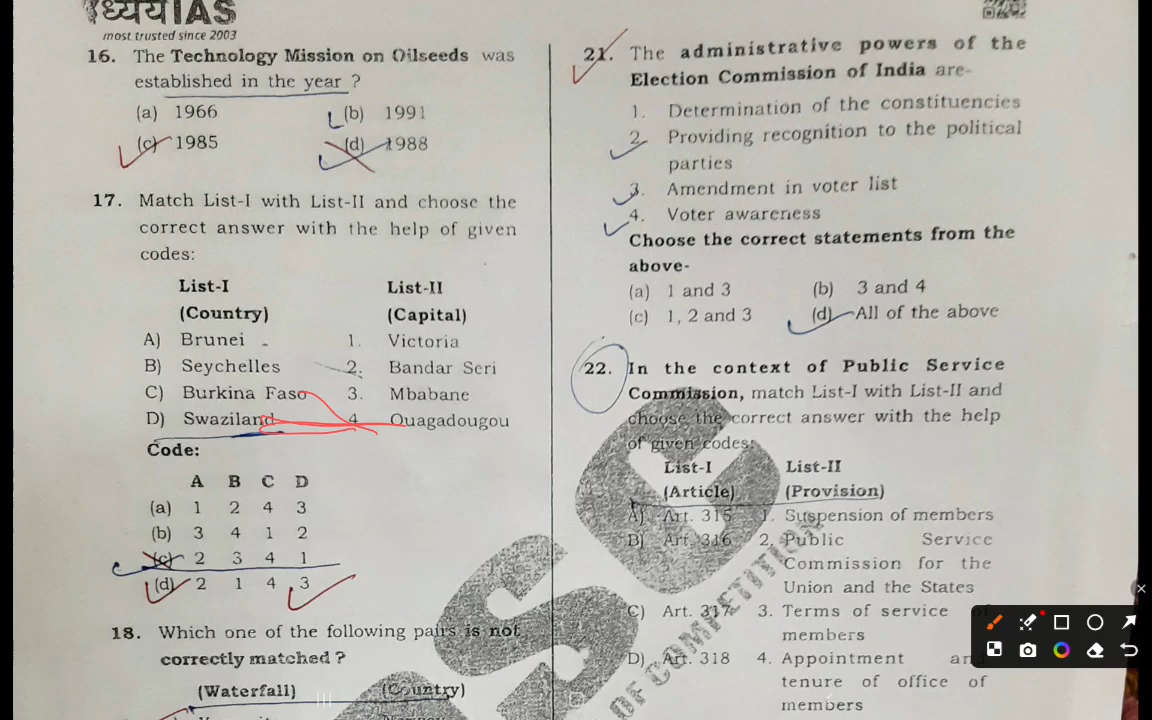 ध्येयIAS
most trusted since 2003
16. The Technology Mission on Oilseeds was
established in the year ?
(a) 1966 (b) 1991
(c) 1985 (d) 1988
17. Match List-I with List-II and choose the
correct answer with the help of given
codes:
List-I List-II
(Country) (Capital)
A) Brunei 1. Victoria
B) Seychelles 2. Bandar Seri
C) Burkina Faso 3. Mbabane
D) Swaziland 4 Ouagadougou
Code:
A B C D
(a) 1 2 4 3
(b) 3 4 1 2
(c) 2 3 4 1
(d) 2 1 4 3
18. Which one of the following pairs is not
correctly matched ?
(Waterfall) (Country)
21. The administrative powers of the
Election Commission of India are-
1. Determination of the constituencies
2. Providing recognition to the political
parties
3. Amendment in voter list
4. Voter awareness
Choose the correct statements from the
above-
(a) 1 and 3 (b) 3 and 4
(c) 1, 2 and 3 (d) All of the above
22. In the context of Public Service
Commission, match List-I with List-II and
choose the correct answer with the help
of given codes:
List-I List-II
(Article) (Provision)
A) Art. 315 1. Suspension of members
B) Art. 316 2. Public Service
Commission for the
Union and the States
C) Art. 317 3. Terms of service
members
D) Art. 318 4. Appointment and
tenure of office of
members
OF COMPETITION